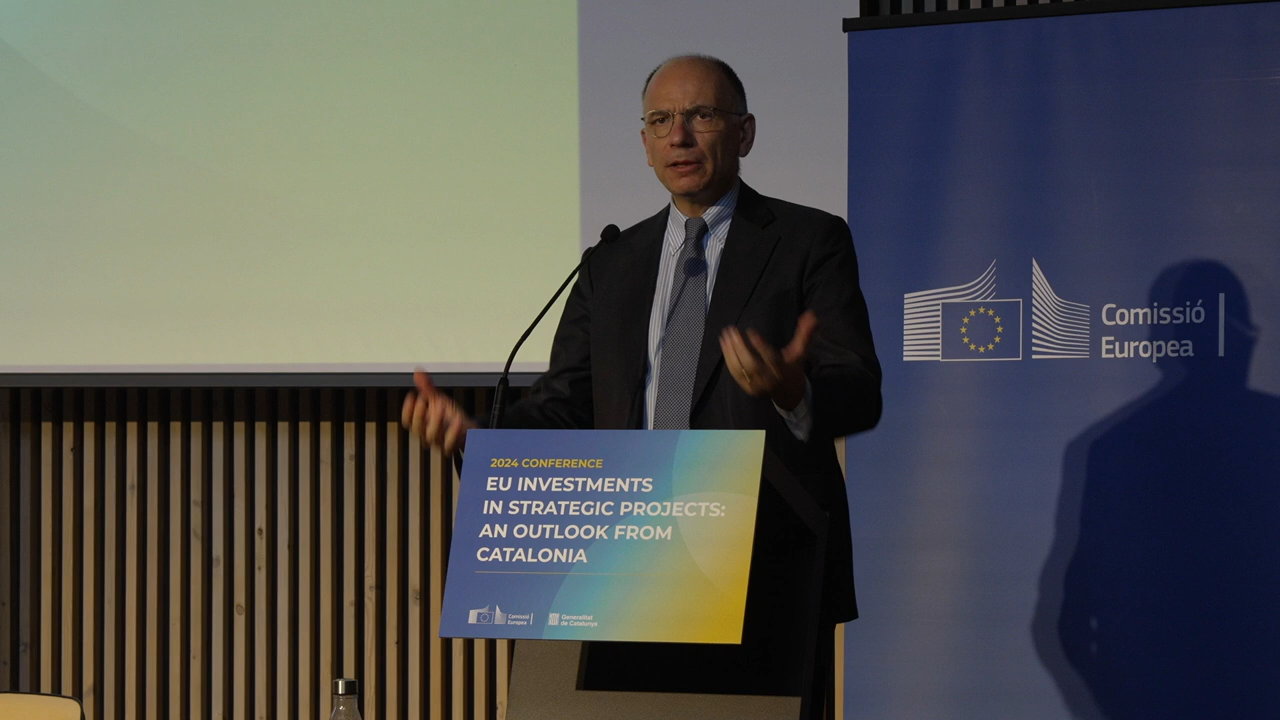 Comissió
Europea
2024 CONFERENCE
EU INVESTMENTS
IN STRATEGIC PROJECTS:
AN OUTLOOK FROM
CATALONIA
Comissió
Europea
Generalitat
de Catalunya